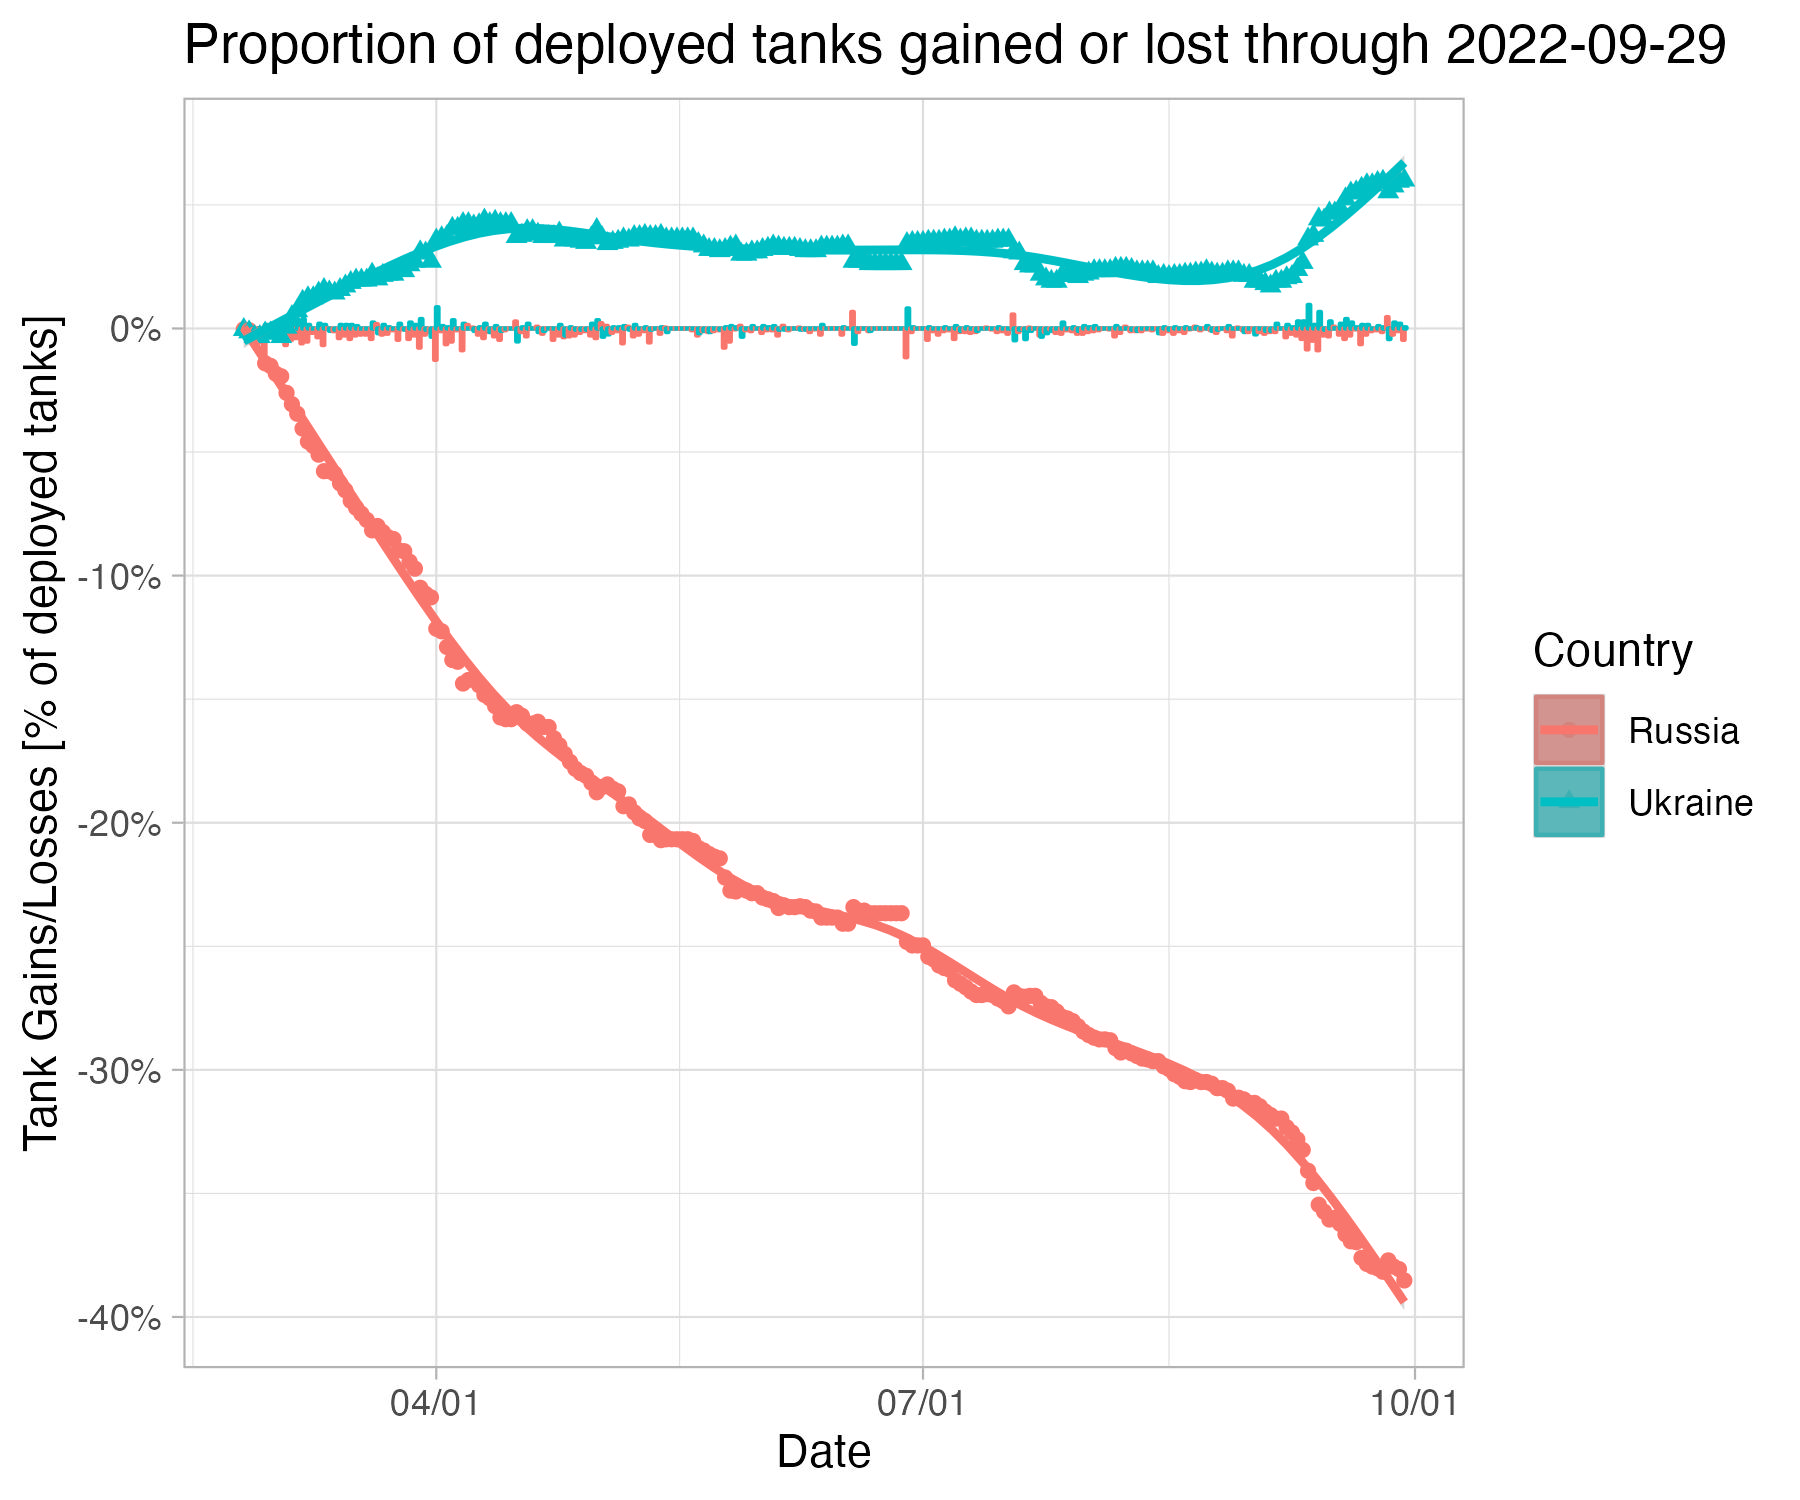 Proportion of deployed tanks gained or lost through 2022-09-29
Tank Gains/Losses [% of deployed tanks]
0%
-10%
-20%
-30%
-40%
04/01
07/01
10/01
Date
Country
Russia
Ukraine